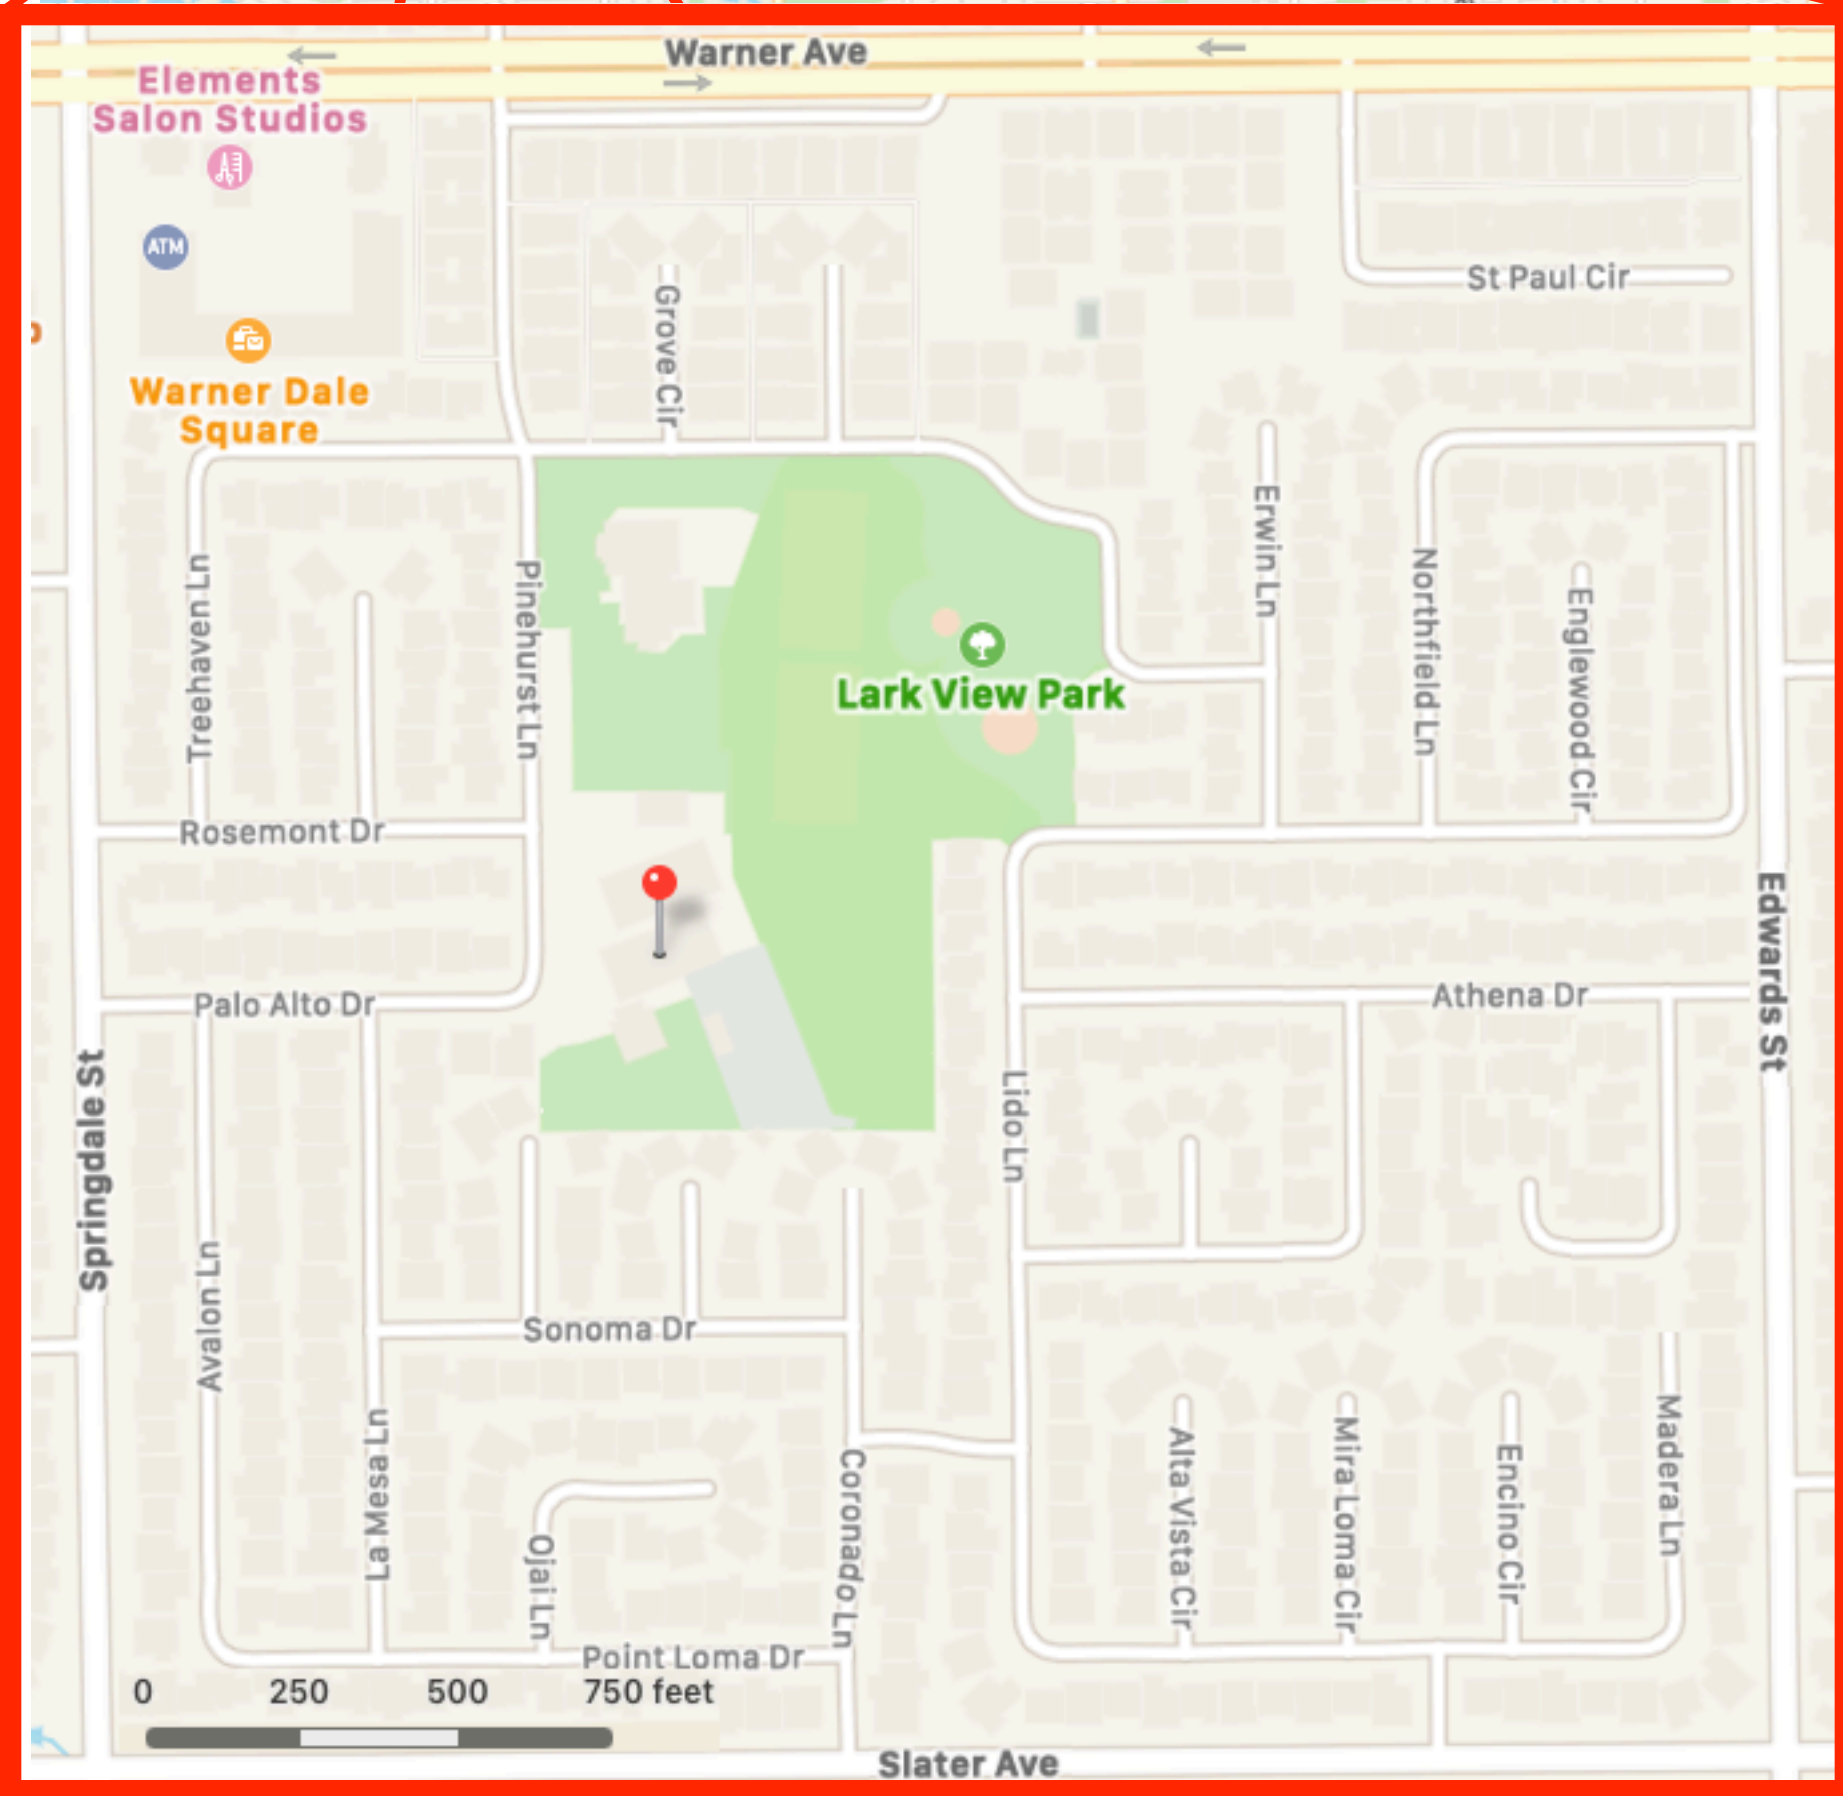 Warner Ave
Elements
Salon Studios
ATM
St Paul Cir
Grove Cir
Warner Dale
Square
Erwin Ln
Treehaven Ln
Pinehurst Ln
Northfield Ln
Englewood Cir
Lark View Park
Rosemont Dr
Edwards St
Palo Alto Dr
Athena Dr
Springdale St
Lido Ln
Avalon Ln
Sonoma Dr
La Mesa Ln
Ojai Ln
Coronado Ln
Alta Vista Cir
Mira Loma Cir
Encino Cir
Madera Ln
Point Loma Dr
0 250 500 750 feet
Slater Ave